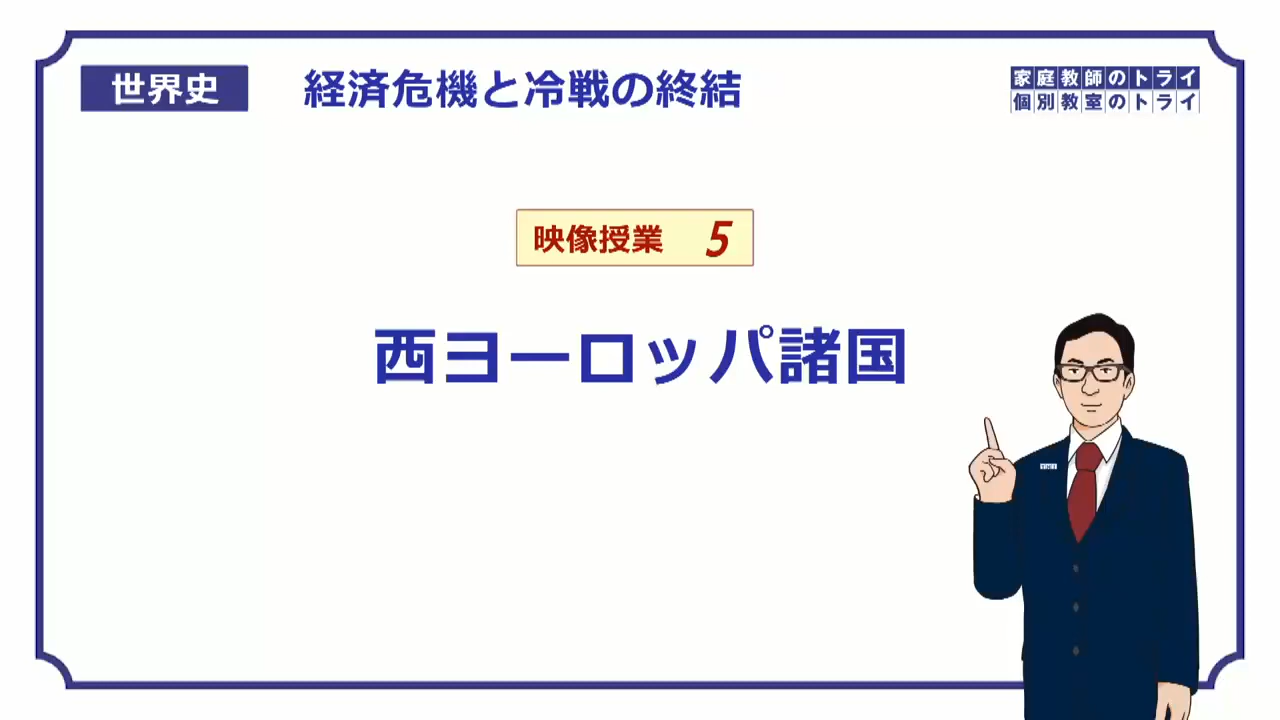 世界史
経済危機と冷戦の終結
家庭教師のトライ
個別教室のトライ
映像授業 5
西ヨーロッパ諸国